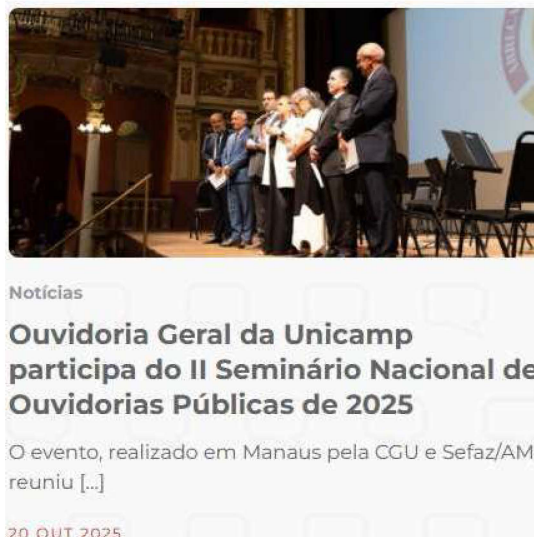 Notícias
Ouvidoria Geral da Unicamp
participa do II Seminário Nacional de
Ouvidorias Públicas de 2025
O evento, realizado em Manaus pela CGU e Sefaz/AM
reuniu [...]
20 OUT 2025